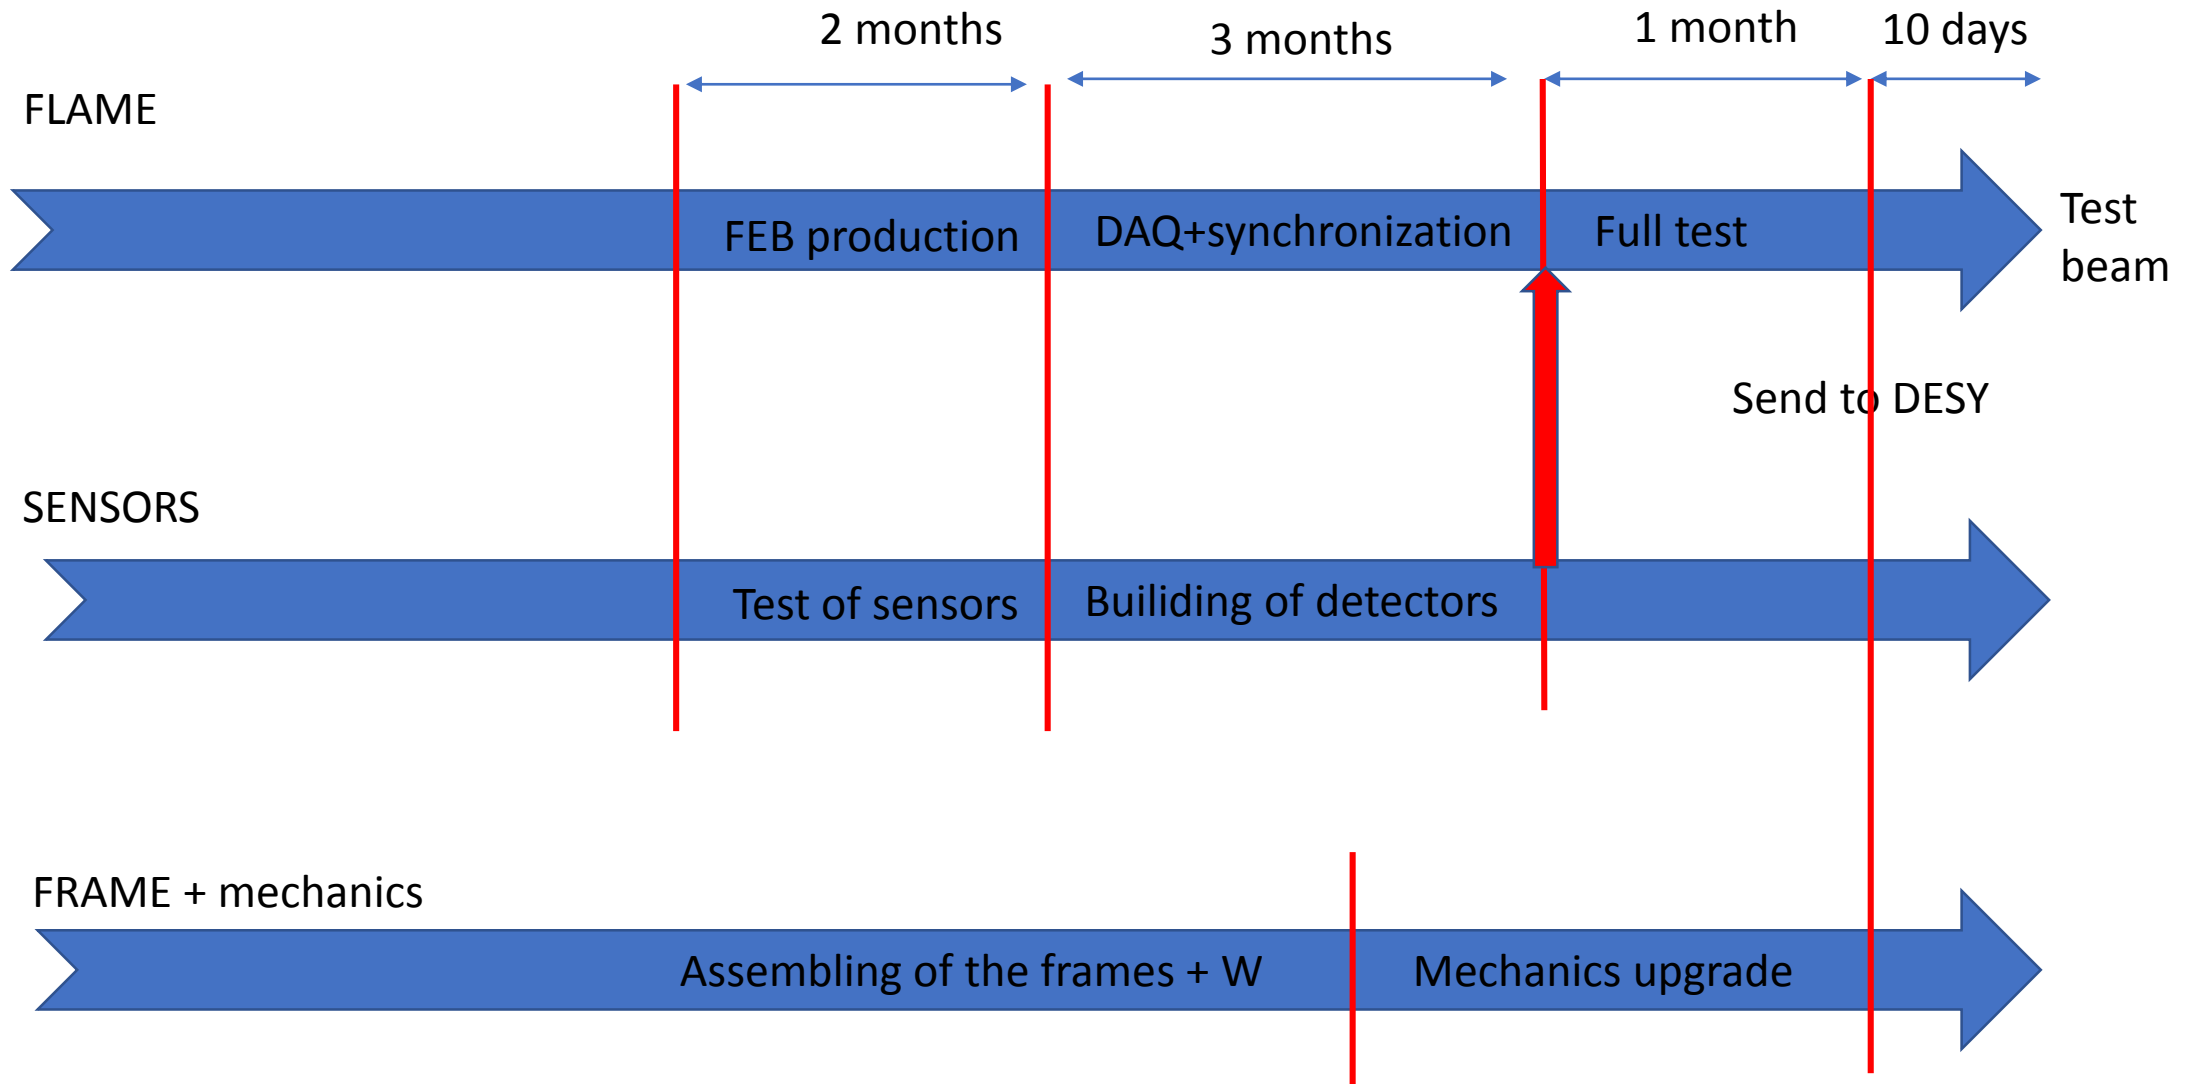 2 months
3 months
1 month
10 days
FLAME
FEB production
DAQ+synchronization
Full test
Test
beam
Send to DESY
SENSORS
Test of sensors
Builiding of detectors
FRAME + mechanics
Assembling of the frames + W
Mechanics upgrade